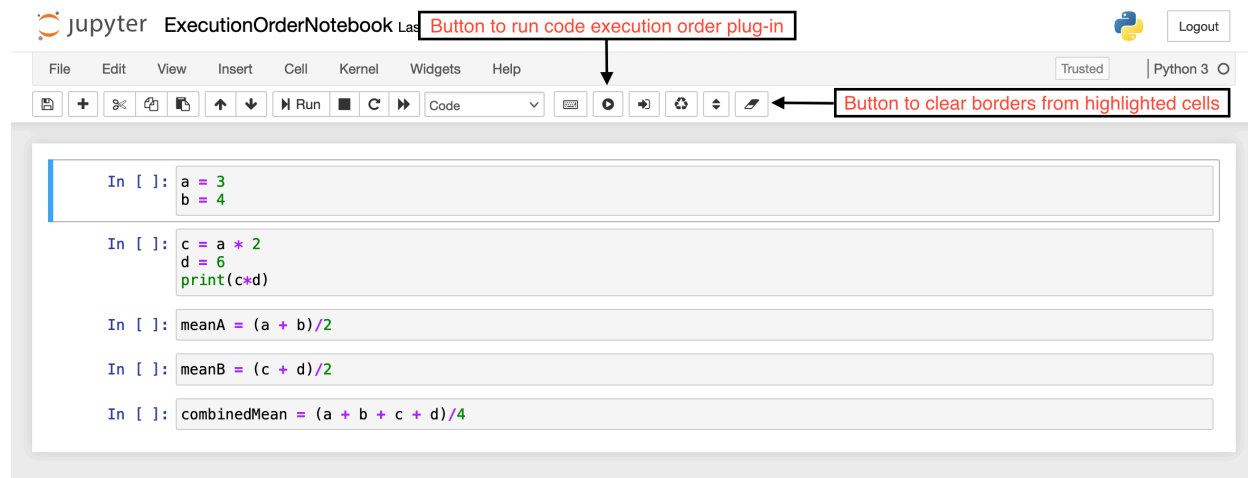 jupyter ExecutionOrderNotebook Las
Button to run code execution order plug-in
Logout
File Edit View Insert Cell Kernel Widgets Help
Trusted
Python 3
Run
Code
Button to clear borders from highlighted cells
In [ ]: a = 3
b = 4
In [ ]: c = a * 2
d = 6
print(c*d)
In [ ]: meanA = (a + b)/2
In [ ]: meanB = (c + d)/2
In [ ]: combinedMean = (a + b + c + d)/4